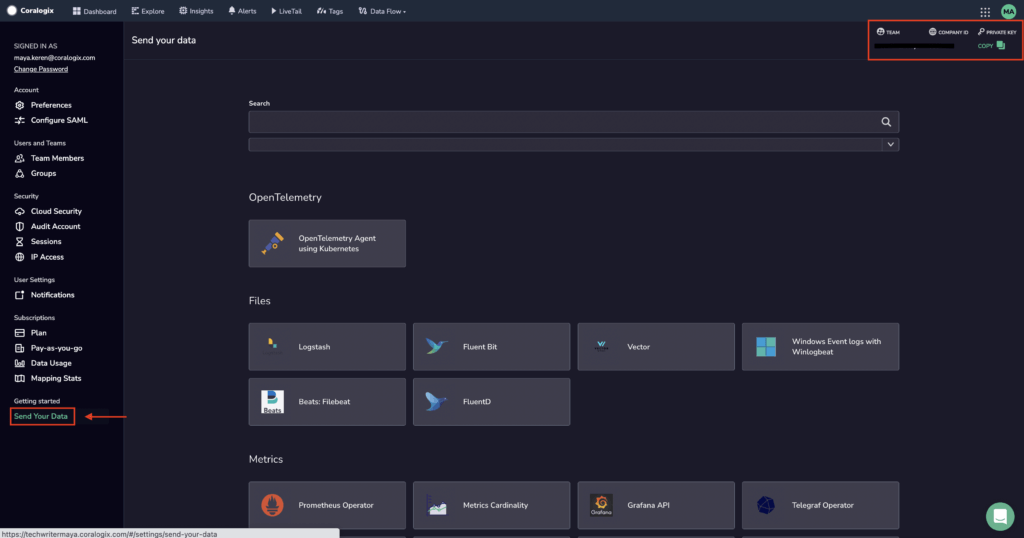 Coralogix
Dashboard
Explore
Insights
Alerts
LiveTail
Tags
Data Flow
MA
SIGNED IN AS
maya.keren@coralogix.com
Change Password
Account
Preferences
Configure SAML
Users and Teams
Team Members
Groups
Security
Cloud Security
Audit Account
Sessions
IP Access
User Settings
Notifications
Subscriptions
Plan
Pay-as-you-go
Data Usage
Mapping Stats
Getting started
Send Your Data
Send your data
TEAM
COMPANY ID
PRIVATE KEY
COPY
Search
OpenTelemetry
OpenTelemetry Agent
using Kubernetes
Files
Logstash
Fluent Bit
Vector
Windows Event logs with
Winlogbeat
Beats
Beats: Filebeat
FluentD
Metrics
Prometheus Operator
Metrics Cardinality
Grafana
Grafana API
Telegraf Operator
https://techwritermaya.coralogix.com/#/settings/send-your-data